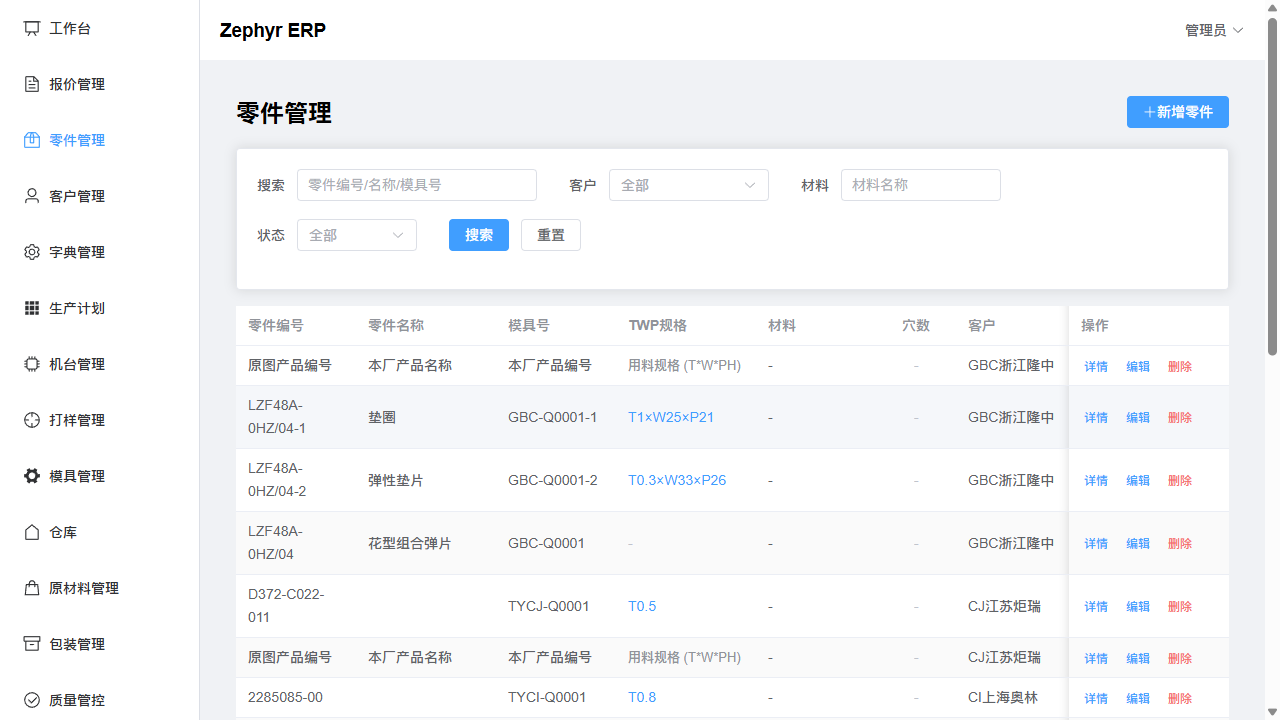 工作台
报价管理
零件管理
客户管理
字典管理
生产计划
机台管理
打样管理
模具管理
仓库
原材料管理
包装管理
质量管控
Zephyr ERP
管理员
零件管理
+新增零件
搜索 零件编号/名称/模具号 客户 全部 材料 材料名称
状态 全部 搜索 重置
零件编号 零件名称 模具号 TWP规格 材料 穴数 客户 操作
原图产品编号 本厂产品名称 本厂产品编号 用料规格 (T*W*PH) - - GBC浙江隆中 详情 编辑 删除
LZF48A-
0HZ/04-1 垫圈 GBC-Q0001-1 T1×W25×P21 - - GBC浙江隆中 详情 编辑 删除
LZF48A-
0HZ/04-2 弹性垫片 GBC-Q0001-2 T0.3×W33×P26 - - GBC浙江隆中 详情 编辑 删除
LZF48A-
0HZ/04 花型组合弹片 GBC-Q0001 - - - GBC浙江隆中 详情 编辑 删除
D372-C022-
011 TYCJ-Q0001 T0.5 - - CJ江苏炬瑞 详情 编辑 删除
原图产品编号 本厂产品名称 本厂产品编号 用料规格 (T*W*PH) - - CJ江苏炬瑞 详情 编辑 删除
2285085-00 TYCI-Q0001 T0.8 - - CI上海奥林 详情 编辑 删除